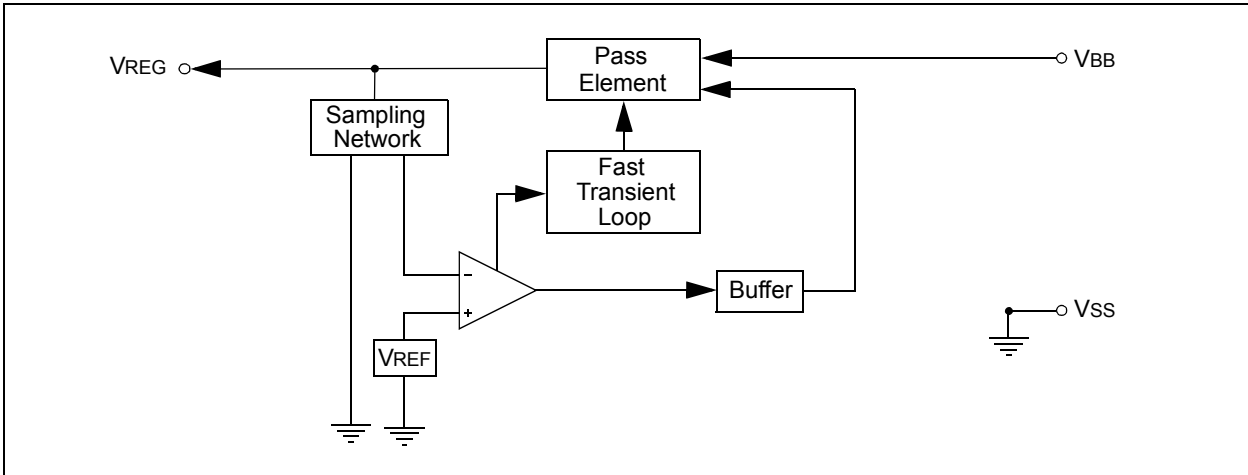 VREG
Pass
Element
VBB
Sampling
Network
Fast
Transient
Loop
-
+
Buffer
VSS
VREF